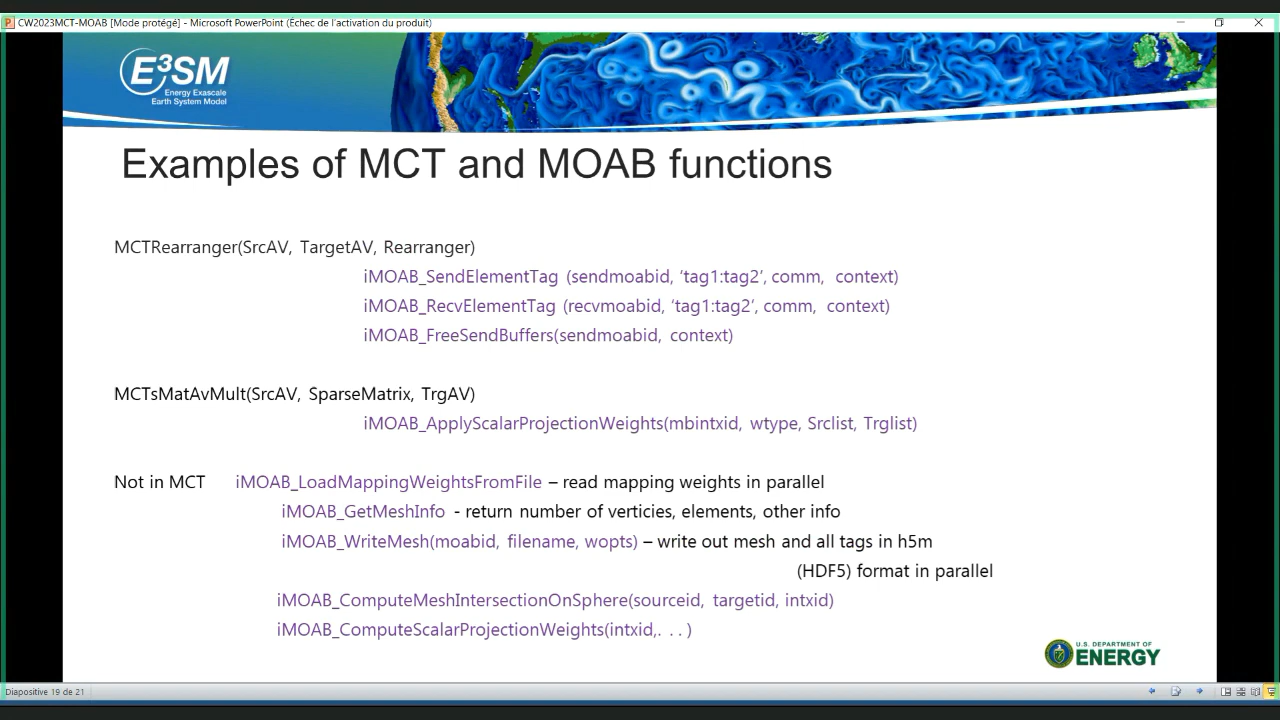 CW2023MCT-MOAB [Mode protégé] - Microsoft PowerPoint (Échec de l'activation du produit)
E³SM
Energy Exascale
Earth System Model
Examples of MCT and MOAB functions
MCTRearranger(SrcAV, TargetAV, Rearranger)
iMOAB_SendElementTag (sendmoabid, ‘tag1:tag2’, comm, context)
iMOAB_RecvElementTag (recvmoabid, ‘tag1:tag2’, comm, context)
iMOAB_FreeSendBuffers(sendmoabid, context)
MCTsMatAvMult(SrcAV, SparseMatrix, TrgAV)
iMOAB_ApplyScalarProjectionWeights(mbintxid, wtype, Srclist, Trglist)
Not in MCT iMOAB_LoadMappingWeightsFromFile – read mapping weights in parallel
iMOAB_GetMeshInfo - return number of verticies, elements, other info
iMOAB_WriteMesh(moabid, filename, wopts) – write out mesh and all tags in h5m
(HDF5) format in parallel
iMOAB_ComputeMeshIntersectionOnSphere(sourceid, targetid, intxid)
iMOAB_ComputeScalarProjectionWeights(intxid,. . . )
U.S. DEPARTMENT OF
ENERGY
Diapositive 19 de 21